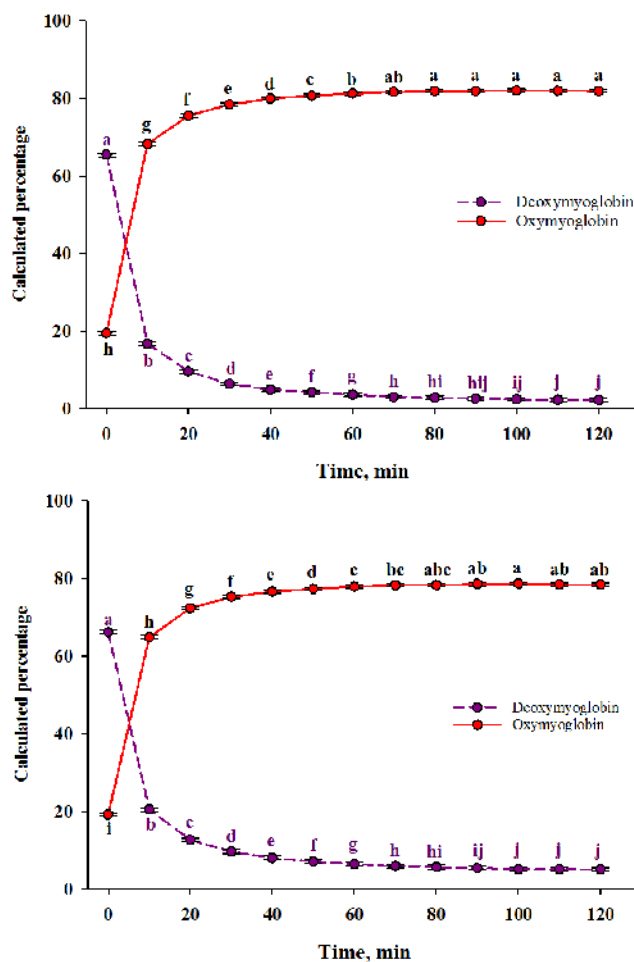 100
a a a a a
ab
b
c
d
e
f
80
g
a
60
Calculated percentage
Deoxymyoglobin
Oxymyoglobin
40
20
h
b
c
d
e
f
g
h
hi
hij
ij
j
j
0
0 20 40 60 80 100 120
Time, min
100
h g f e d c bc abc ab a ab ab
80
a
60
Calculated percentage
Deoxymyoglobin
Oxymyoglobin
40
20
i
b
c
d
e
f
g
h
hi
ij
j
j
j
0
0 20 40 60 80 100 120
Time, min